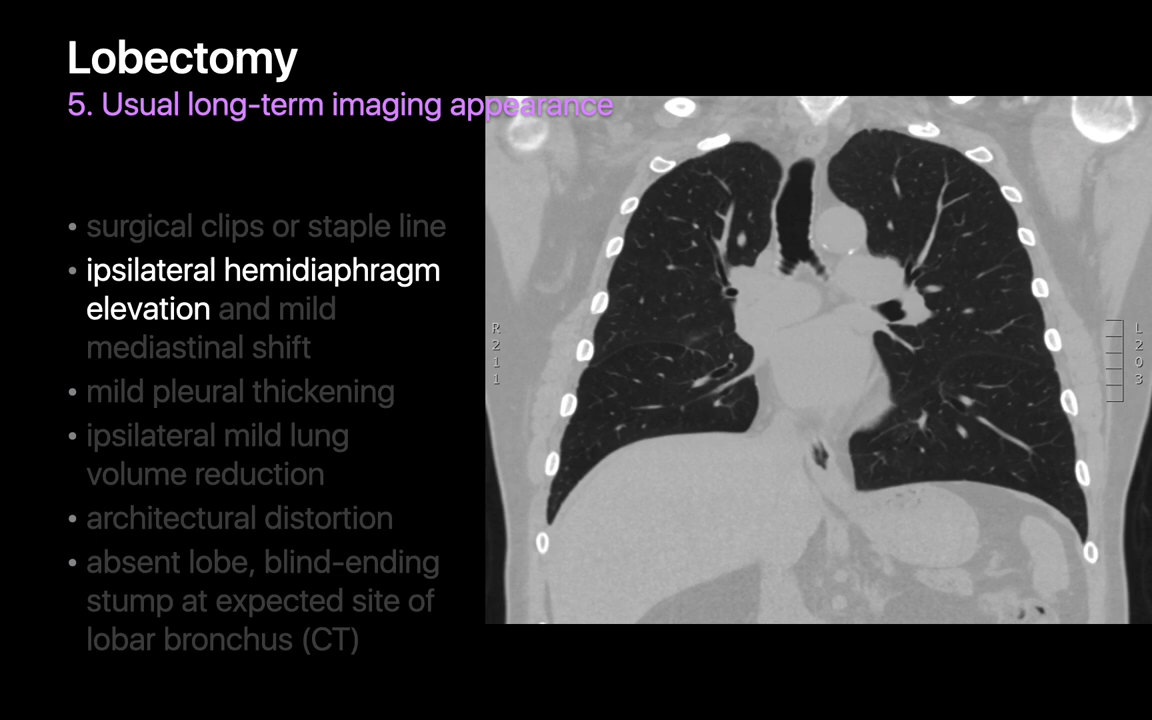 Lobectomy
5. Usual long-term imaging appearance
• surgical clips or staple line
• ipsilateral hemidiaphragm
elevation and mild
mediastinal shift
• mild pleural thickening
• ipsilateral mild lung
volume reduction
• architectural distortion
• absent lobe, blind-ending
stump at expected site of
lobar bronchus (CT)
R
2
1
1
L
2
0
3